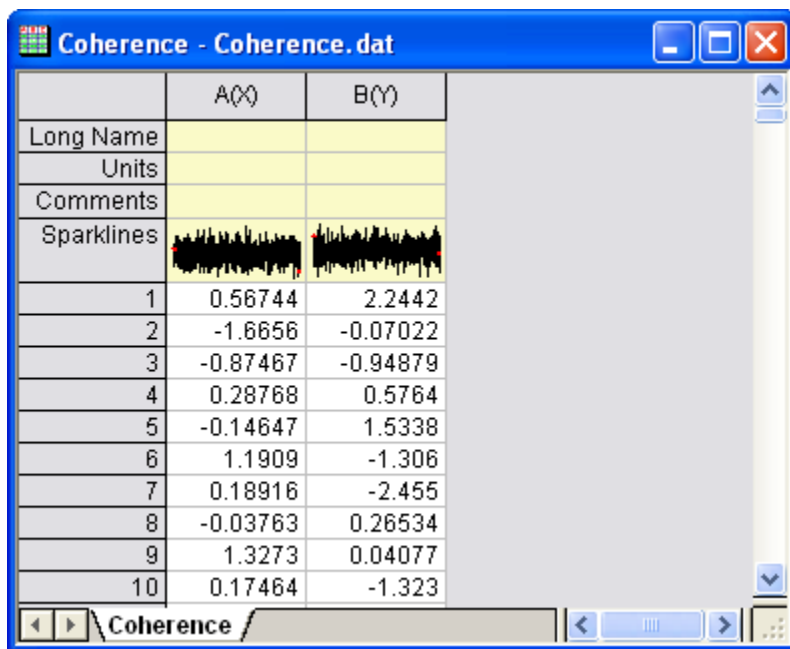 Coherence - Coherence.dat
A(X) B(Y)
Long Name
Units
Comments
Sparklines
1 0.56744 2.2442
2 -1.6656 -0.07022
3 -0.87467 -0.94879
4 0.28768 0.5764
5 -0.14647 1.5338
6 1.1909 -1.306
7 0.18916 -2.455
8 -0.03763 0.26534
9 1.3273 0.04077
10 0.17464 -1.323
Coherence